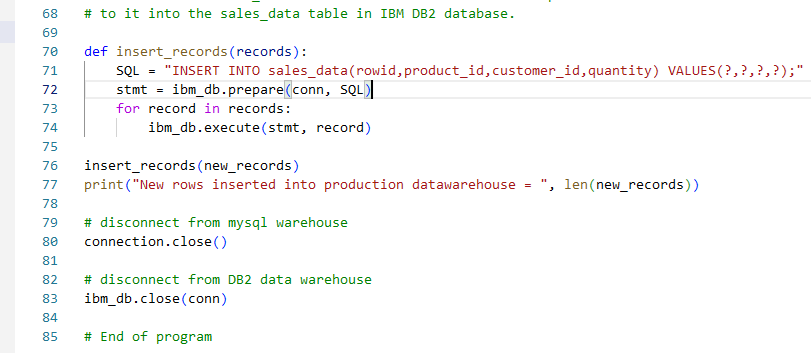 68 # to it into the sales_data table in IBM DB2 database.
69
70 def insert_records(records):
71     SQL = "INSERT INTO sales_data(rowid,product_id,customer_id,quantity) VALUES(?,?,?,?);"
72     stmt = ibm_db.prepare(conn, SQL)
73     for record in records:
74         ibm_db.execute(stmt, record)
75
76 insert_records(new_records)
77 print("New rows inserted into production datawarehouse = ", len(new_records))
78
79 # disconnect from mysql warehouse
80 connection.close()
81
82 # disconnect from DB2 data warehouse
83 ibm_db.close(conn)
84
85 # End of program